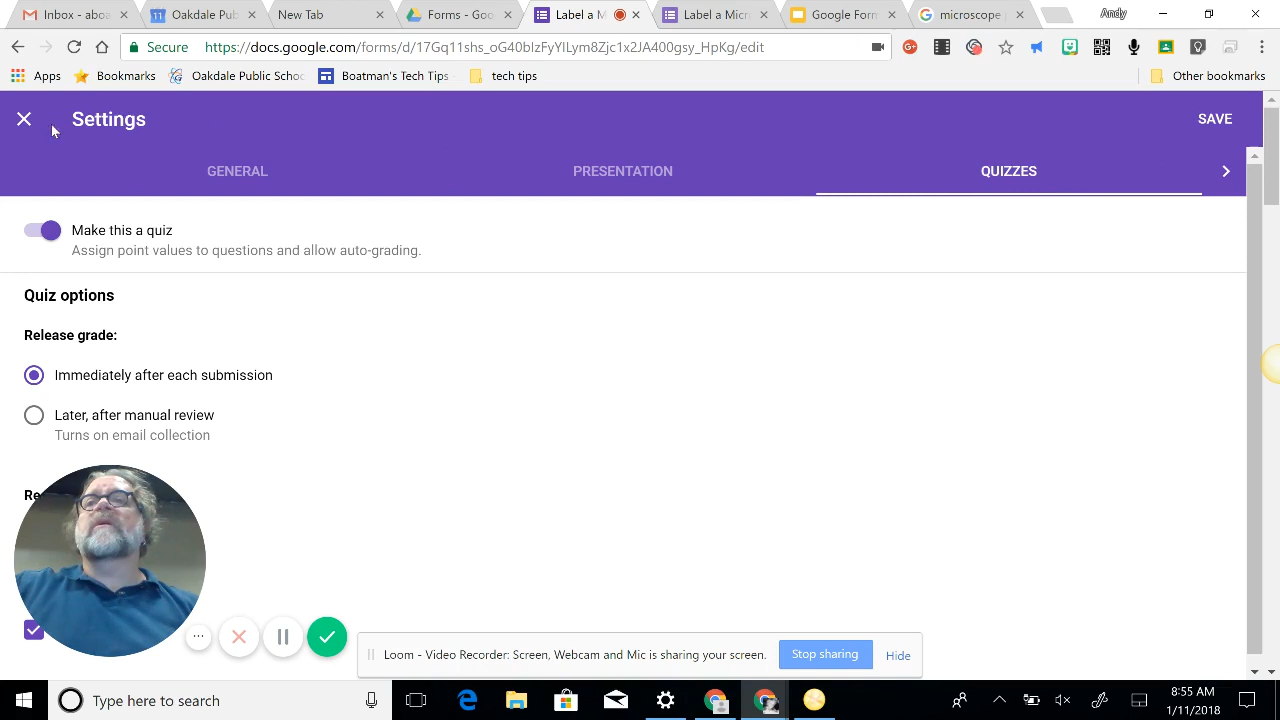 Inbox - aboa
Oakdale Pub
New Tab
Forms - Goo
Label a M
Label a Micr
Google Form
microscope
Andy
Secure
https://docs.google.com/forms/d/17Gq11shs_QG40bIzFyYILym8Zjc1x2JA400gsy_HpKg/edit
Apps
Bookmarks
Oakdale Public Schoo
Boatman's Tech Tips
tech tips
Other bookmarks
Settings
SAVE
GENERAL
PRESENTATION
QUIZZES
Make this a quiz
Assign point values to questions and allow auto-grading.
Quiz options
Release grade:
Immediately after each submission
Later, after manual review
Turns on email collection
Re
Loom - Video Recorder: Screen, Webcam and Mic is sharing your screen.
Stop sharing
Hide
Type here to search
8:55 AM
1/11/2018